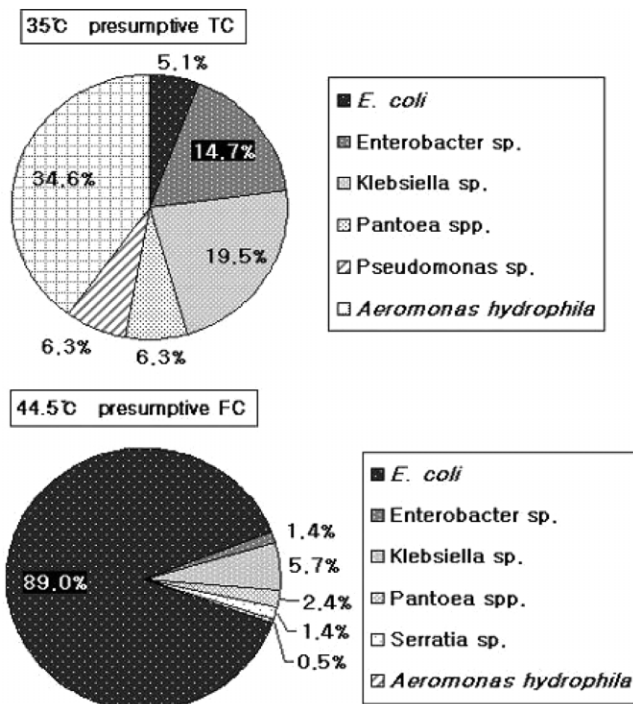 35℃ presumptive TC
5.1%
14.7%
34.6%
19.5%
6.3%
6.3%
E. coli
Enterobacter sp.
Klebsiella sp.
Pantoea spp.
Pseudomonas sp.
Aeromonas hydrophila
44.5℃ presumptive FC
1.4%
5.7%
89.0%
2.4%
1.4%
0.5%
E. coli
Enterobacter sp.
Klebsiella sp.
Pantoea spp.
Serratia sp.
Aeromonas hydrophila